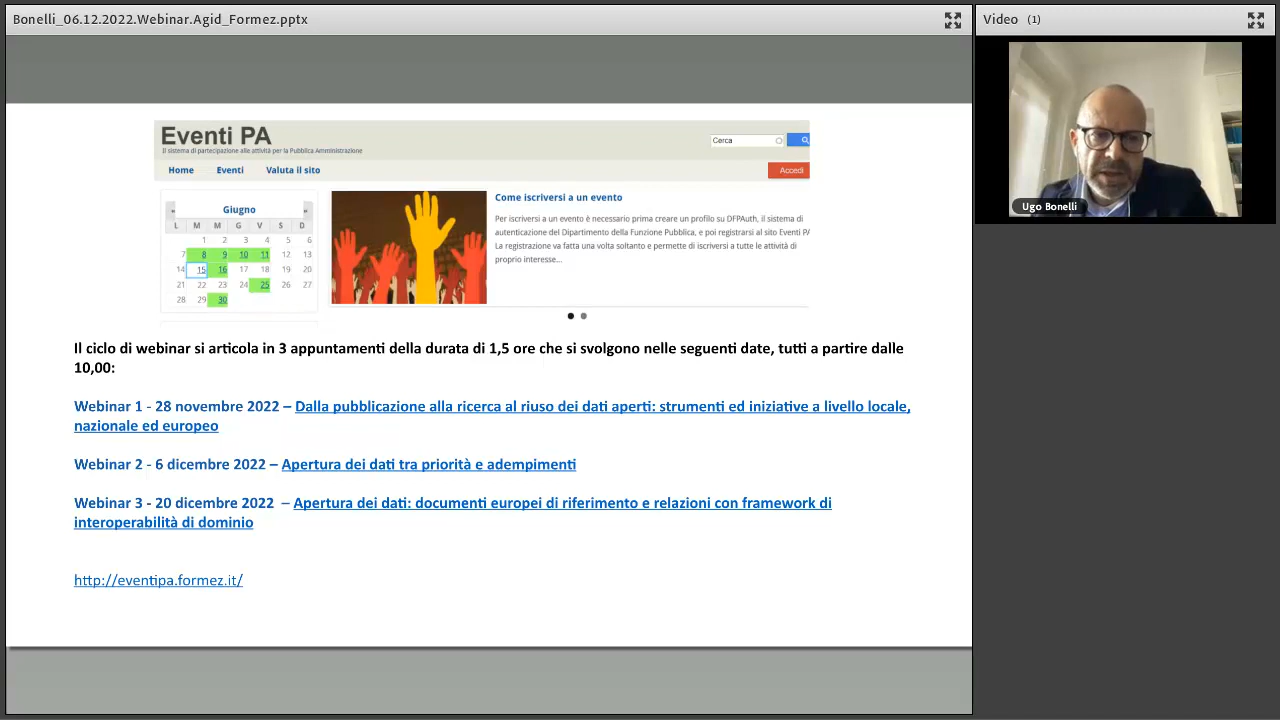 Bonelli_06.12.2022.Webinar.Agid_Formez.pptx
Video (1)
Ugo Bonelli
Eventi PA
Il sistema di partecipazione alle attività per la Pubblica Amministrazione
Cerca
Home Eventi Valuta il sito
Accedi
« Giugno »
L M M G V S D
1 2 3 4 5 6
7 8 9 10 11 12 13
14 15 16 17 18 19 20
21 22 23 24 25 26 27
28 29 30
Come iscriversi a un evento
Per iscriversi a un evento è necessario prima creare un profilo su DFPAuth, il sistema di
autenticazione del Dipartimento della Funzione Pubblica, e poi registrarsi al sito Eventi PA
La registrazione va fatta una volta soltanto e permette di iscriversi a tutte le attività di
proprio interesse...
Il ciclo di webinar si articola in 3 appuntamenti della durata di 1,5 ore che si svolgono nelle seguenti date, tutti a partire dalle
10,00:
Webinar 1 - 28 novembre 2022 – Dalla pubblicazione alla ricerca al riuso dei dati aperti: strumenti ed iniziative a livello locale,
nazionale ed europeo
Webinar 2 - 6 dicembre 2022 – Apertura dei dati tra priorità e adempimenti
Webinar 3 - 20 dicembre 2022 – Apertura dei dati: documenti europei di riferimento e relazioni con framework di
interoperabilità di dominio
http://eventipa.formez.it/